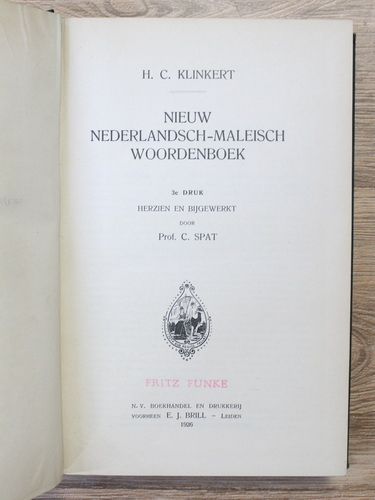 H. C. KLINKERT
NIEUW
NEDERLANDSCH-MALEISCH
WOORDENBOEK
3e DRUK
HERZIEN EN BIJGEWERKT
DOOR
Prof. C. SPAT
FRITZ FUNKE
N. V. BOEKHANDEL EN DRUKKERIJ
VOORHEEN E. J. BRILL – LEIDEN
1926